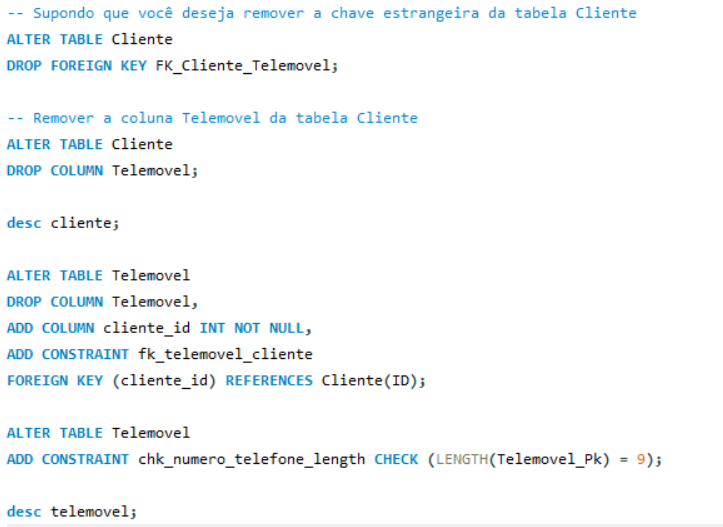 -- Supondo que você deseja remover a chave estrangeira da tabela Cliente
ALTER TABLE Cliente
DROP FOREIGN KEY FK_Cliente_Telemovel;
-- Remover a coluna Telemovel da tabela Cliente
ALTER TABLE Cliente
DROP COLUMN Telemovel;
desc cliente;
ALTER TABLE Telemovel
DROP COLUMN Telemovel,
ADD COLUMN cliente_id INT NOT NULL,
ADD CONSTRAINT fk_telemovel_cliente
FOREIGN KEY (cliente_id) REFERENCES Cliente(ID);
ALTER TABLE Telemovel
ADD CONSTRAINT chk_numero_telefone_length CHECK (LENGTH(Telemovel_Pk) = 9);
desc telemovel;